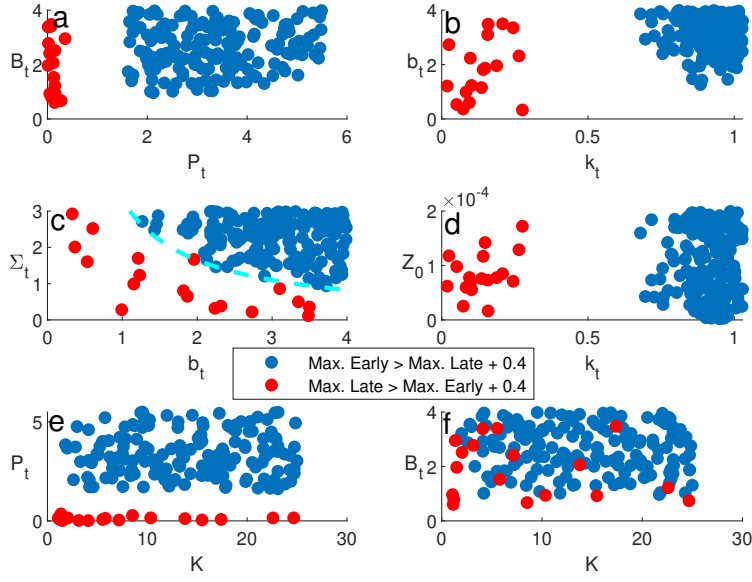 a
B_t
4
2
0
0
2
4
6
P_t
b
b_t
4
2
0
0
0.5
1
k_t
c
Σ_t
3
2
1
0
0
1
2
3
4
b_t
×10^-4
d
Z_0
2
1
0
0
0.5
1
k_t
Max. Early > Max. Late + 0.4
Max. Late > Max. Early + 0.4
e
P_t
5
0
0
10
20
30
K
f
B_t
4
2
0
0
10
20
30
K